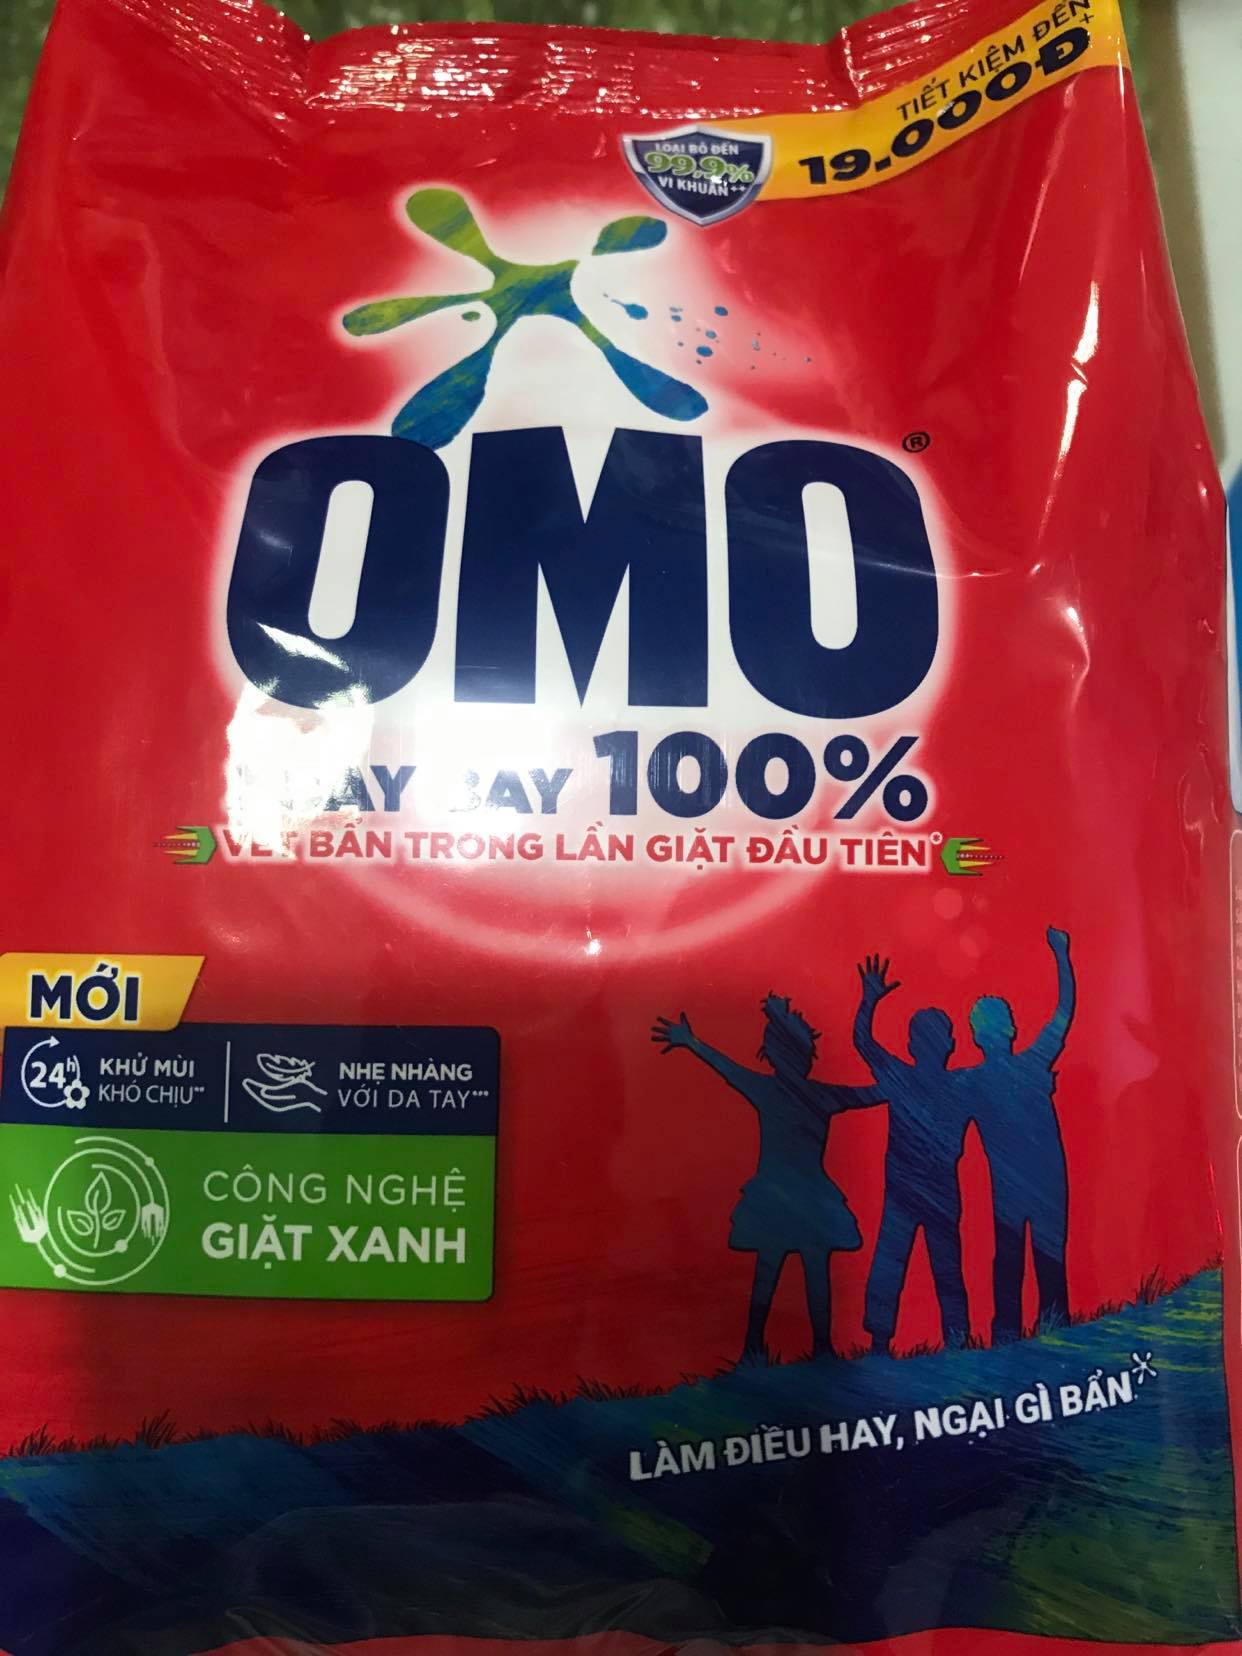 TIẾT KIỆM ĐẾN+
19.000Đ
LOẠI BỎ ĐẾN
99,9%
VI KHUẨN++
OMO®
BAY 100%
VẾT BẨN TRONG LẦN GIẶT ĐẦU TIÊN*
MỚI
24h KHỬ MÙI
KHÓ CHỊU**
NHẸ NHÀNG
VỚI DA TAY***
CÔNG NGHỆ
GIẶT XANH
LÀM ĐIỀU HAY, NGẠI GÌ BẨN